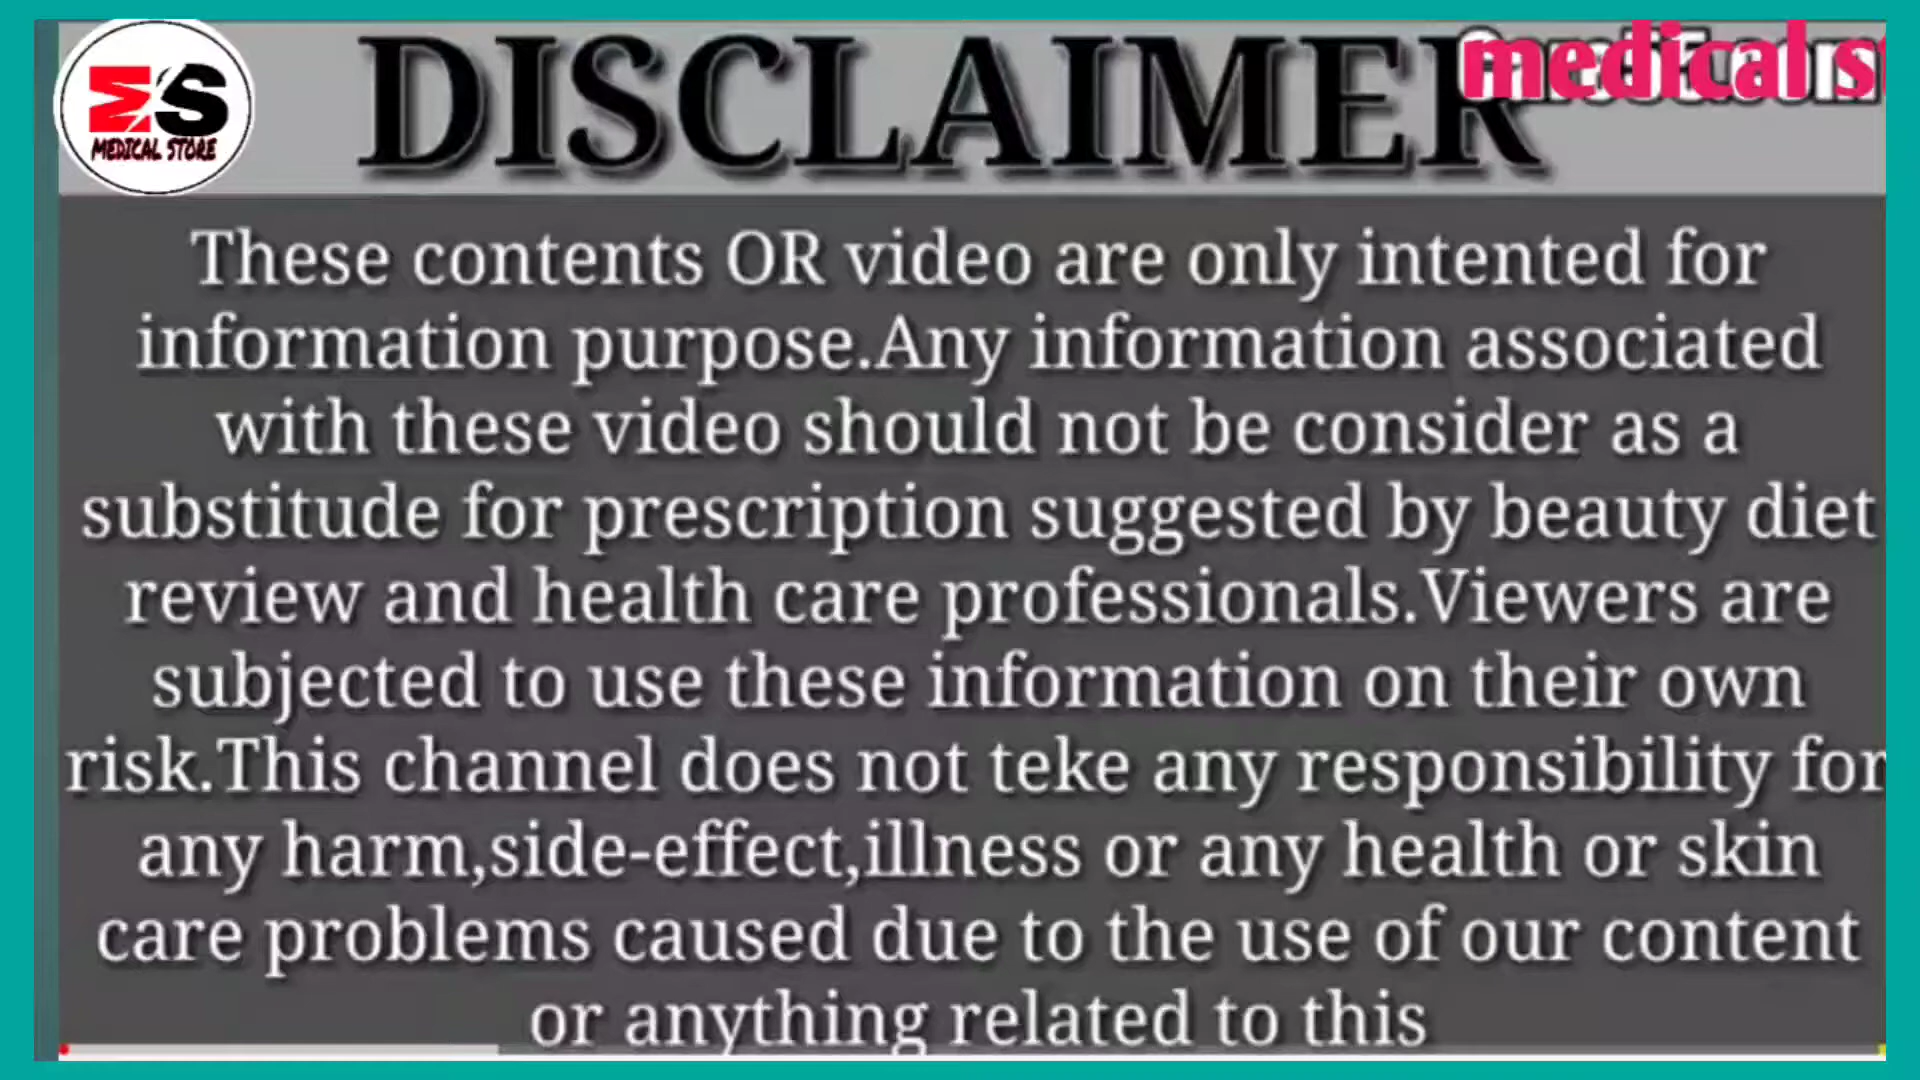 DISCLAIMER
medical s
MS
MEDICAL STORE
These contents OR video are only intented for
information purpose.Any information associated
with these video should not be consider as a
substitude for prescription suggested by beauty diet
review and health care professionals.Viewers are
subjected to use these information on their own
risk.This channel does not teke any responsibility for
any harm,side-effect,illness or any health or skin
care problems caused due to the use of our content
or anything related to this